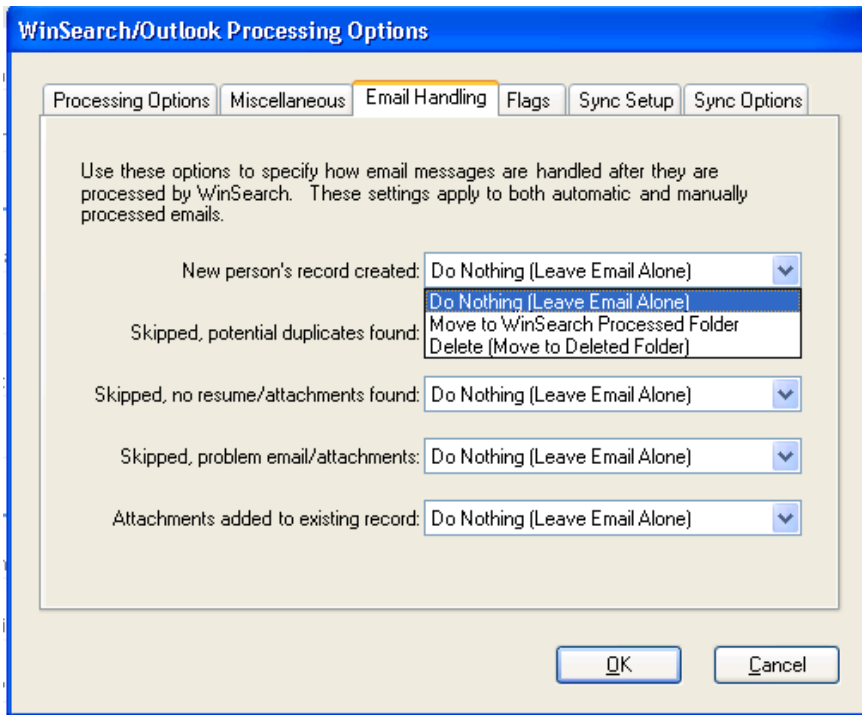 WinSearch/Outlook Processing Options
Processing Options Miscellaneous Email Handling Flags Sync Setup Sync Options
Use these options to specify how email messages are handled after they are
processed by WinSearch. These settings apply to both automatic and manually
processed emails.
New person's record created: Do Nothing (Leave Email Alone)
Do Nothing (Leave Email Alone)
Move to WinSearch Processed Folder
Skipped, potential duplicates found:
Delete (Move to Deleted Folder)
Skipped, no resume/attachments found: Do Nothing (Leave Email Alone)
Skipped, problem email/attachments: Do Nothing (Leave Email Alone)
Attachments added to existing record: Do Nothing (Leave Email Alone)
OK Cancel